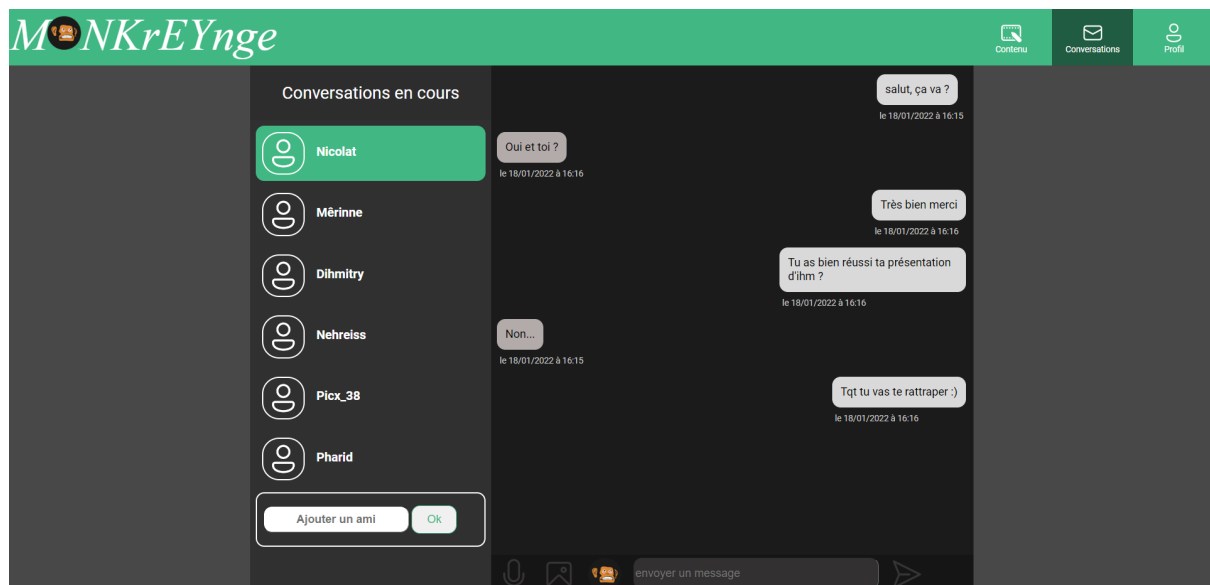 M NKrEYnge
Contenu
Conversations
Profil
Conversations en cours
Nicolat
Mêrinne
Dihmitry
Nehreiss
Picx_38
Pharid
Ajouter un ami
Ok
salut, ça va ?
le 18/01/2022 à 16:15
Oui et toi ?
le 18/01/2022 à 16:16
Très bien merci
le 18/01/2022 à 16:16
Tu as bien réussi ta présentation
d'ihm ?
le 18/01/2022 à 16:16
Non...
le 18/01/2022 à 16:15
Tqt tu vas te rattraper :)
le 18/01/2022 à 16:16
envoyer un message